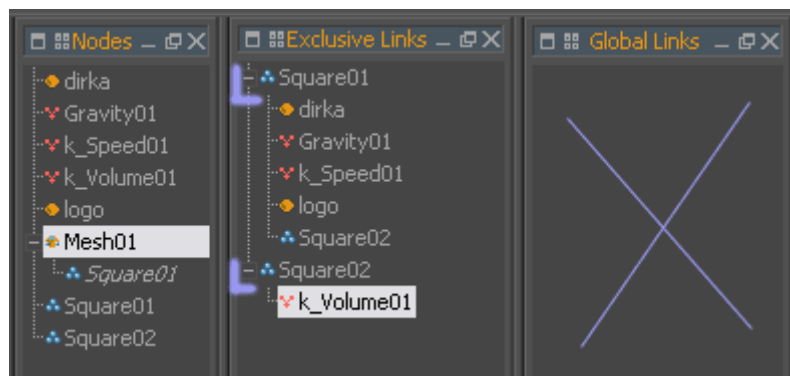 Nodes
dirka
Gravity01
k_Speed01
k_Volume01
logo
Mesh01
Square01
Square01
Square02
Exclusive Links
Square01
dirka
Gravity01
k_Speed01
logo
Square02
Square02
k_Volume01
Global Links